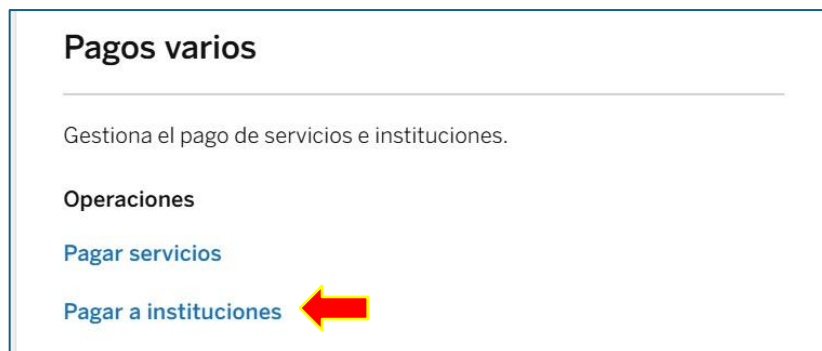 Pagos varios
Gestiona el pago de servicios e instituciones.
Operaciones
Pagar servicios
Pagar a instituciones